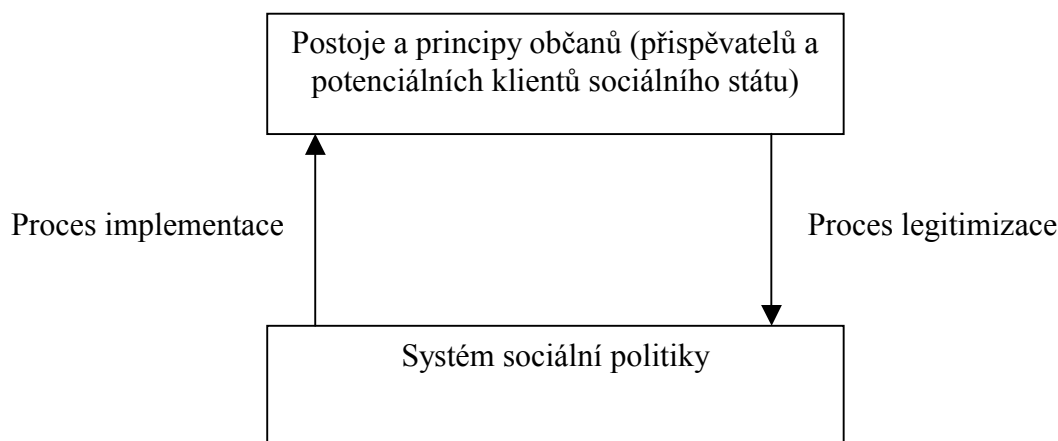 Postoje a principy občanů (přispěvatelů a
potenciálních klientů sociálního státu)
Proces implementace
Proces legitimizace
Systém sociální politiky